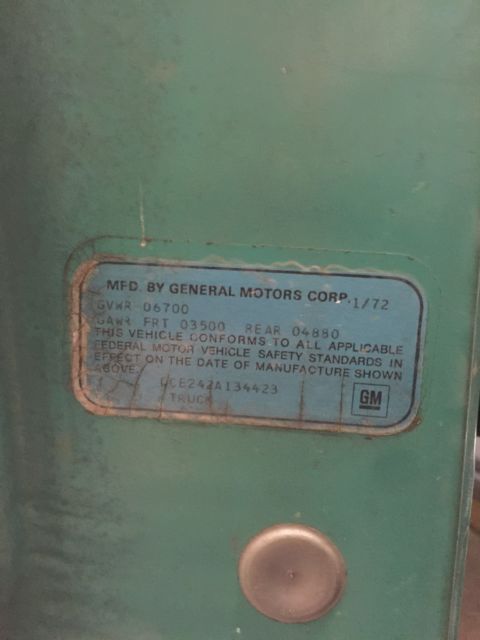 MFD. BY GENERAL MOTORS CORP. 1/72
GVWR 06700
GAWR FRT 03500 REAR 04880
THIS VEHICLE CONFORMS TO ALL APPLICABLE
FEDERAL MOTOR VEHICLE SAFETY STANDARDS IN
EFFECT ON THE DATE OF MANUFACTURE SHOWN
ABOVE.
CCE242A134423
TRUCK
GM